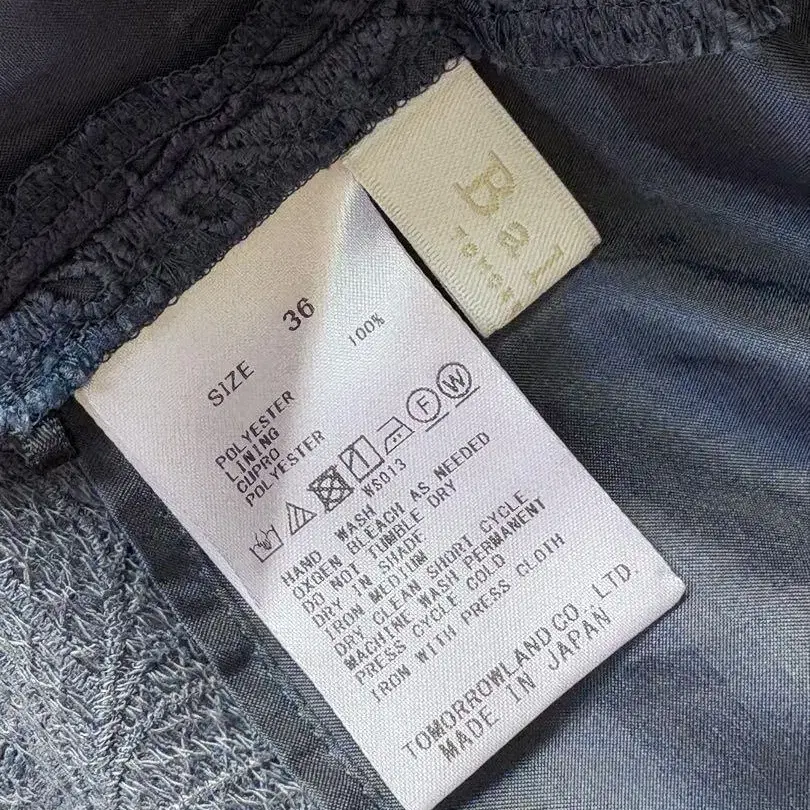 Bal
SIZE 36
100%
POLYESTER
LINING
CUPRO
POLYESTER
F W
WS013
HAND WASH
OXGEN BLEACH AS NEEDED
DO NOT TUMBLE DRY
DRY IN SHADE
IRON MEDIUM
DRY CLEAN SHORT CYCLE
MACHINE WASH PERMANENT
PRESS CYCLE COLD
IRON WITH PRESS CLOTH
TOMORROWLAND CO., LTD.
MADE IN JAPAN